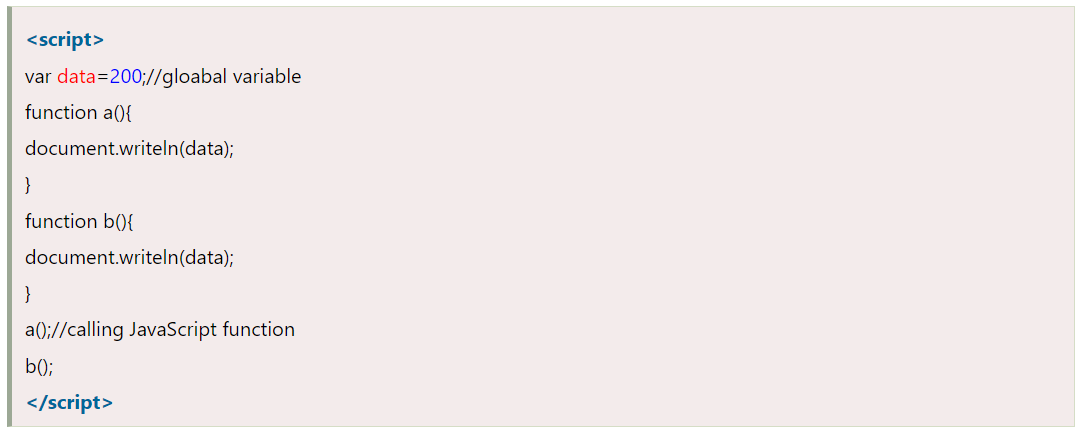 <script>
var data=200;//gloabal variable
function a(){
document.writeln(data);
}
function b(){
document.writeln(data);
}
a();//calling JavaScript function
b();
</script>